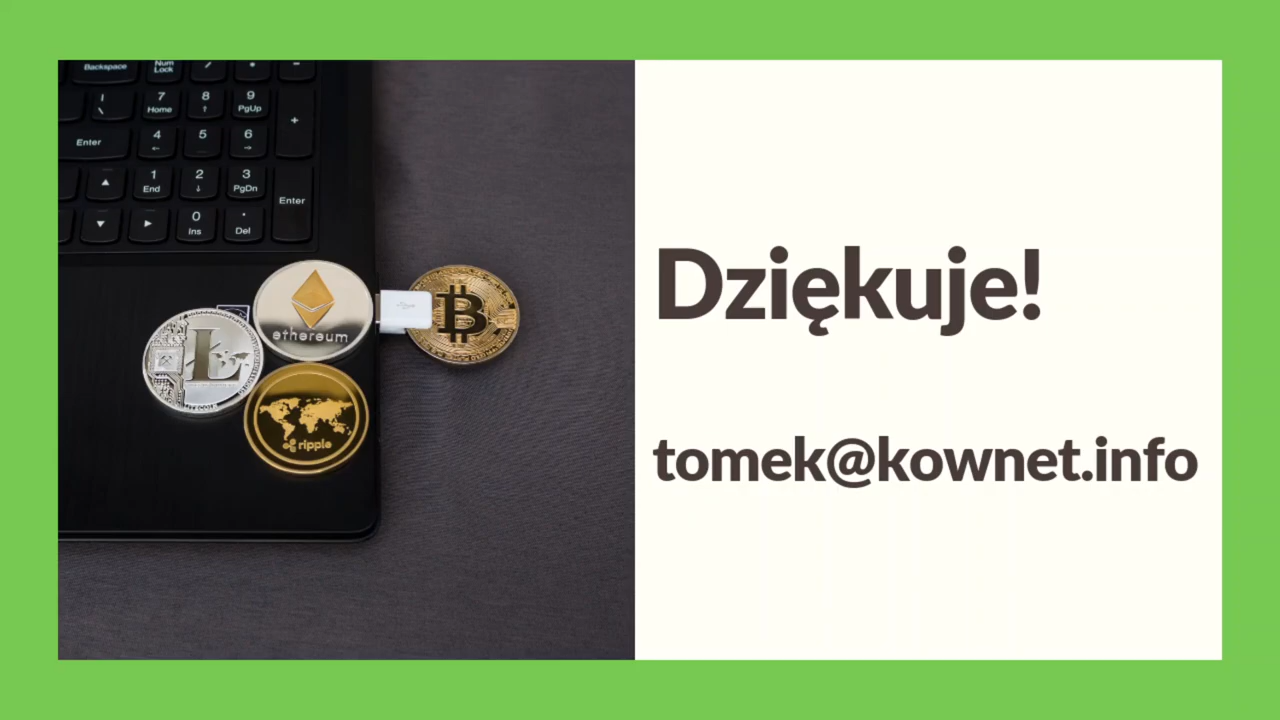 Backspace
Num Lock
/
*
-
|
\
7 Home
8 ↑
9 PgUp
+
Enter
4 ←
5
6 →
1 End
2 ↓
3 PgDn
Enter
0 Ins
. Del
ethereum
L
LITECOIN
B
ripple
Dziękuje!
tomek@kownet.info